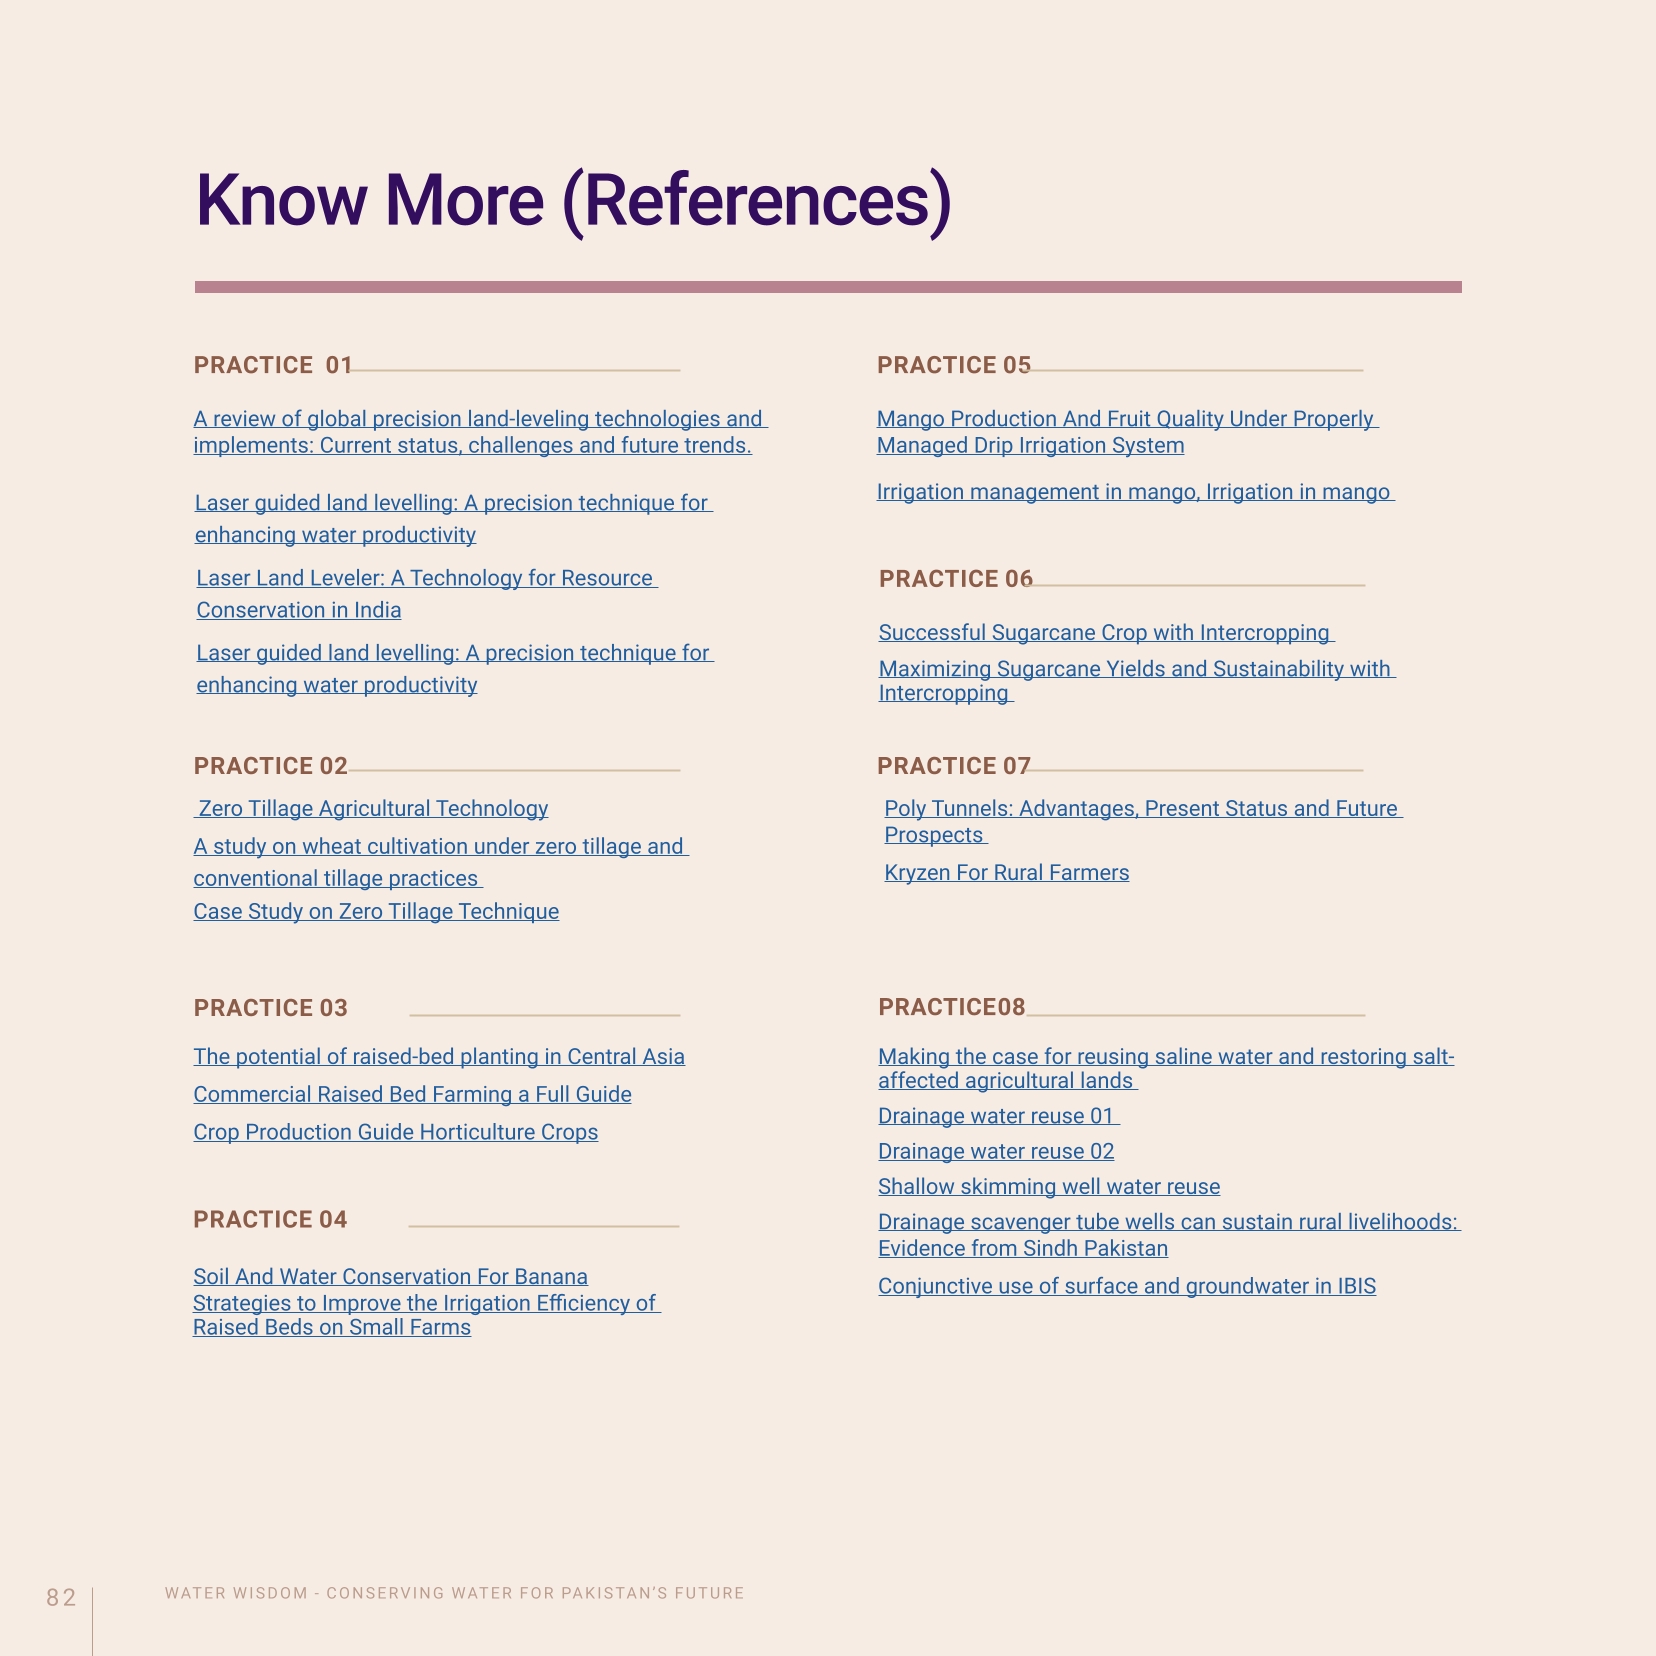 Know More (References)
PRACTICE  01
A review of global precision land-leveling technologies and
implements: Current status, challenges and future trends.
Laser guided land levelling: A precision technique for
enhancing water productivity
Laser Land Leveler: A Technology for Resource
Conservation in India
Laser guided land levelling: A precision technique for
enhancing water productivity
PRACTICE 02
Zero Tillage Agricultural Technology
A study on wheat cultivation under zero tillage and
conventional tillage practices
Case Study on Zero Tillage Technique
PRACTICE 03
The potential of raised-bed planting in Central Asia
Commercial Raised Bed Farming a Full Guide
Crop Production Guide Horticulture Crops
PRACTICE 04
Soil And Water Conservation For Banana
Strategies to Improve the Irrigation Efficiency of
Raised Beds on Small Farms
PRACTICE 05
Mango Production And Fruit Quality Under Properly
Managed Drip Irrigation System
Irrigation management in mango, Irrigation in mango
PRACTICE 06
Successful Sugarcane Crop with Intercropping
Maximizing Sugarcane Yields and Sustainability with
Intercropping
PRACTICE 07
Poly Tunnels: Advantages, Present Status and Future
Prospects
Kryzen For Rural Farmers
PRACTICE08
Making the case for reusing saline water and restoring salt-
affected agricultural lands
Drainage water reuse 01
Drainage water reuse 02
Shallow skimming well water reuse
Drainage scavenger tube wells can sustain rural livelihoods:
Evidence from Sindh Pakistan
Conjunctive use of surface and groundwater in IBIS
82
WATER WISDOM - CONSERVING WATER FOR PAKISTAN’S FUTURE